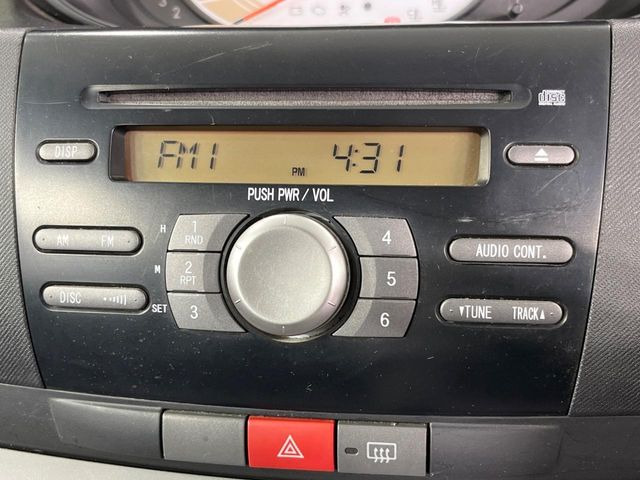 DISC
DISP
AM1 PM 4:31
PUSH PWR / VOL
H 1 RND 4
AM FM
AUDIO CONT.
M 2 RPT 5
DISC
SET 3 6
▾TUNE TRACK▴